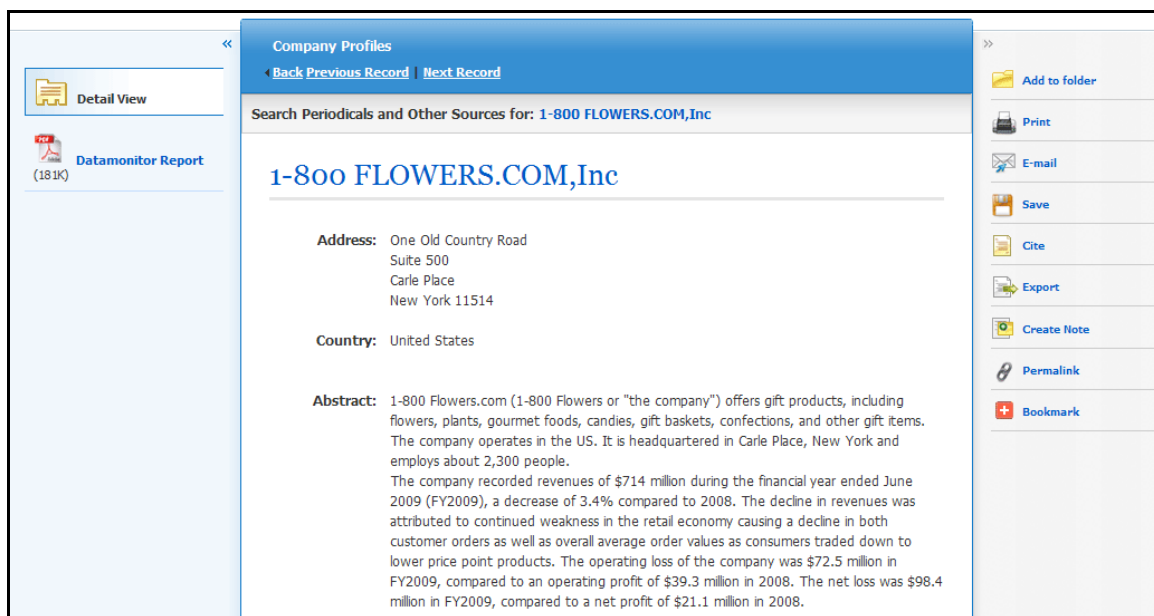 «
Detail View
PDF
Datamonitor Report
(181K)
Company Profiles
Back Previous Record | Next Record
Search Periodicals and Other Sources for: 1-800 FLOWERS.COM,Inc
1-800 FLOWERS.COM,Inc
Address: One Old Country Road
Suite 500
Carle Place
New York 11514
Country: United States
Abstract: 1-800 Flowers.com (1-800 Flowers or "the company") offers gift products, including
flowers, plants, gourmet foods, candies, gift baskets, confections, and other gift items.
The company operates in the US. It is headquartered in Carle Place, New York and
employs about 2,300 people.
The company recorded revenues of $714 million during the financial year ended June
2009 (FY2009), a decrease of 3.4% compared to 2008. The decline in revenues was
attributed to continued weakness in the retail economy causing a decline in both
customer orders as well as overall average order values as consumers traded down to
lower price point products. The operating loss of the company was $72.5 million in
FY2009, compared to an operating profit of $39.3 million in 2008. The net loss was $98.4
million in FY2009, compared to a net profit of $21.1 million in 2008.
»
Add to folder
Print
E-mail
Save
Cite
Export
Create Note
Permalink
Bookmark